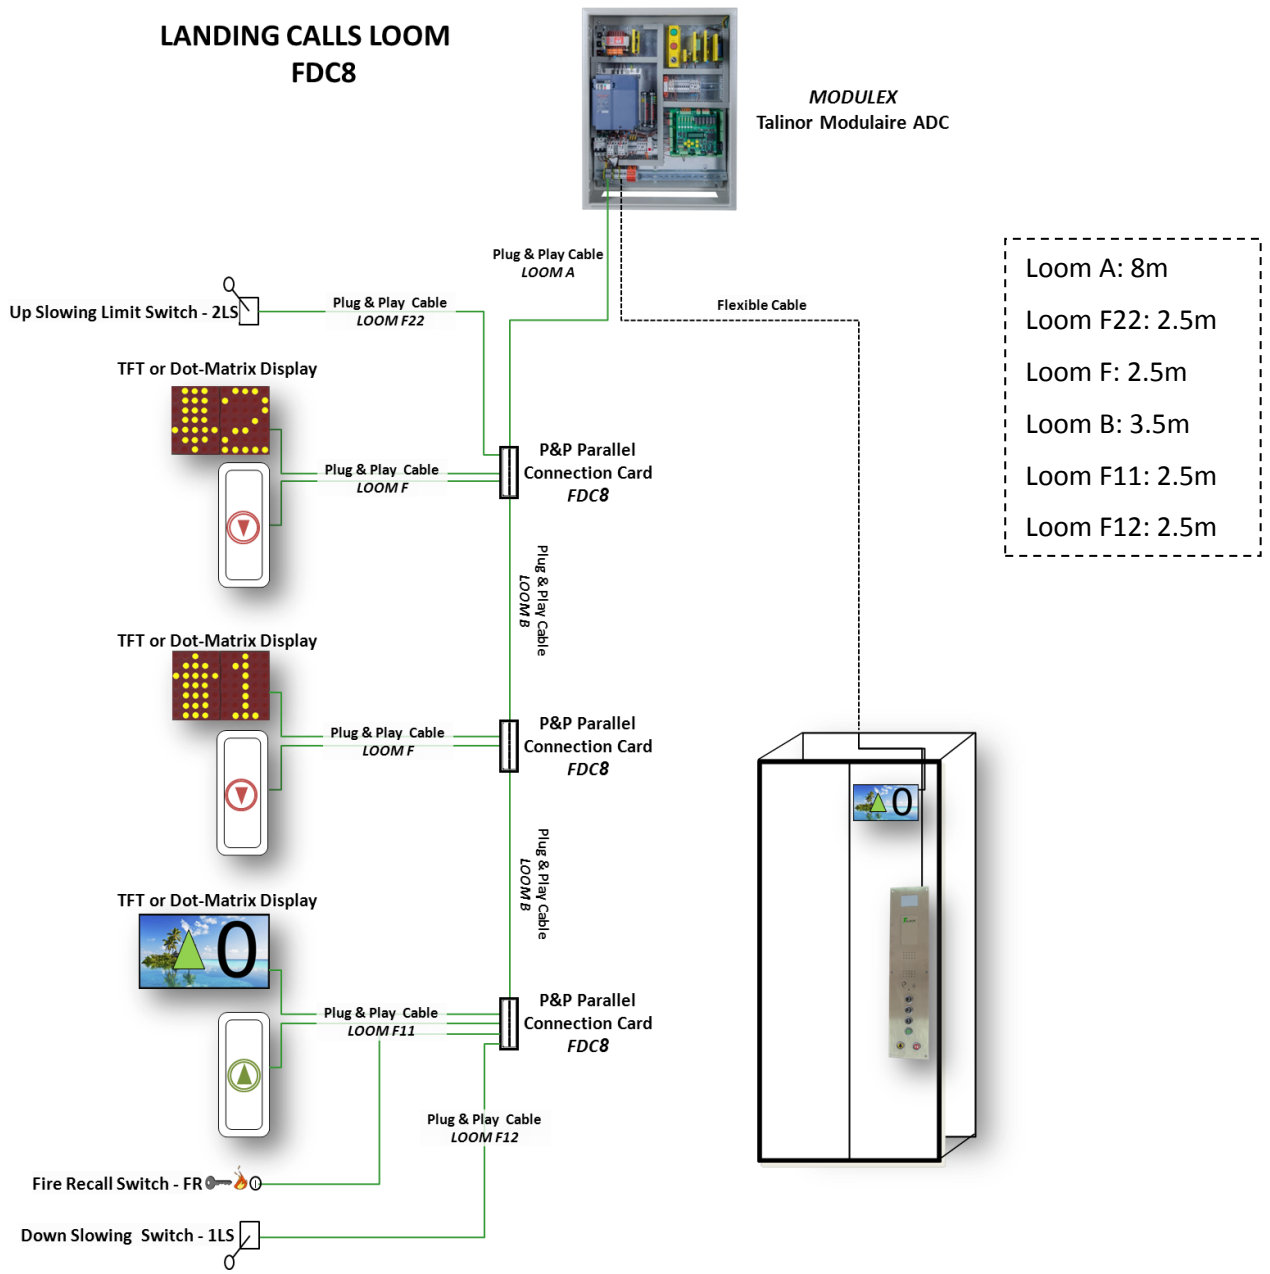 LANDING CALLS LOOM
FDC8
MODULEX
Talinor Modulaire ADC
Plug & Play Cable
LOOM A
Flexible Cable
Loom A: 8m
Loom F22: 2.5m
Loom F: 2.5m
Loom B: 3.5m
Loom F11: 2.5m
Loom F12: 2.5m
Up Slowing Limit Switch - 2LS
Plug & Play Cable
LOOM F22
TFT or Dot-Matrix Display
2
Plug & Play Cable
LOOM F
P&P Parallel
Connection Card
FDC8
Plug & Play Cable
LOOM B
TFT or Dot-Matrix Display
1
Plug & Play Cable
LOOM F
P&P Parallel
Connection Card
FDC8
Plug & Play Cable
LOOM B
TFT or Dot-Matrix Display
0
Plug & Play Cable
LOOM F11
P&P Parallel
Connection Card
FDC8
0
Plug & Play Cable
LOOM F12
Fire Recall Switch - FR
Down Slowing Switch - 1LS